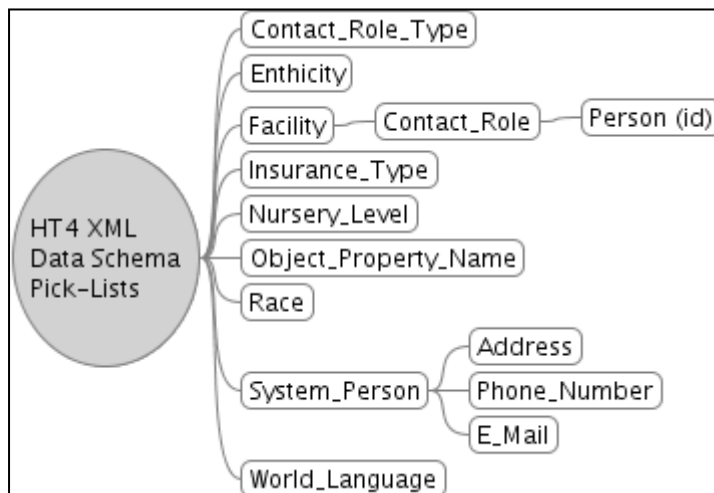 Contact_Role_Type
Enthicity
Facility
Contact_Role
Person (id)
Insurance_Type
HT4 XML
Data Schema
Pick-Lists
Nursery_Level
Object_Property_Name
Race
System_Person
Address
Phone_Number
E_Mail
World_Language